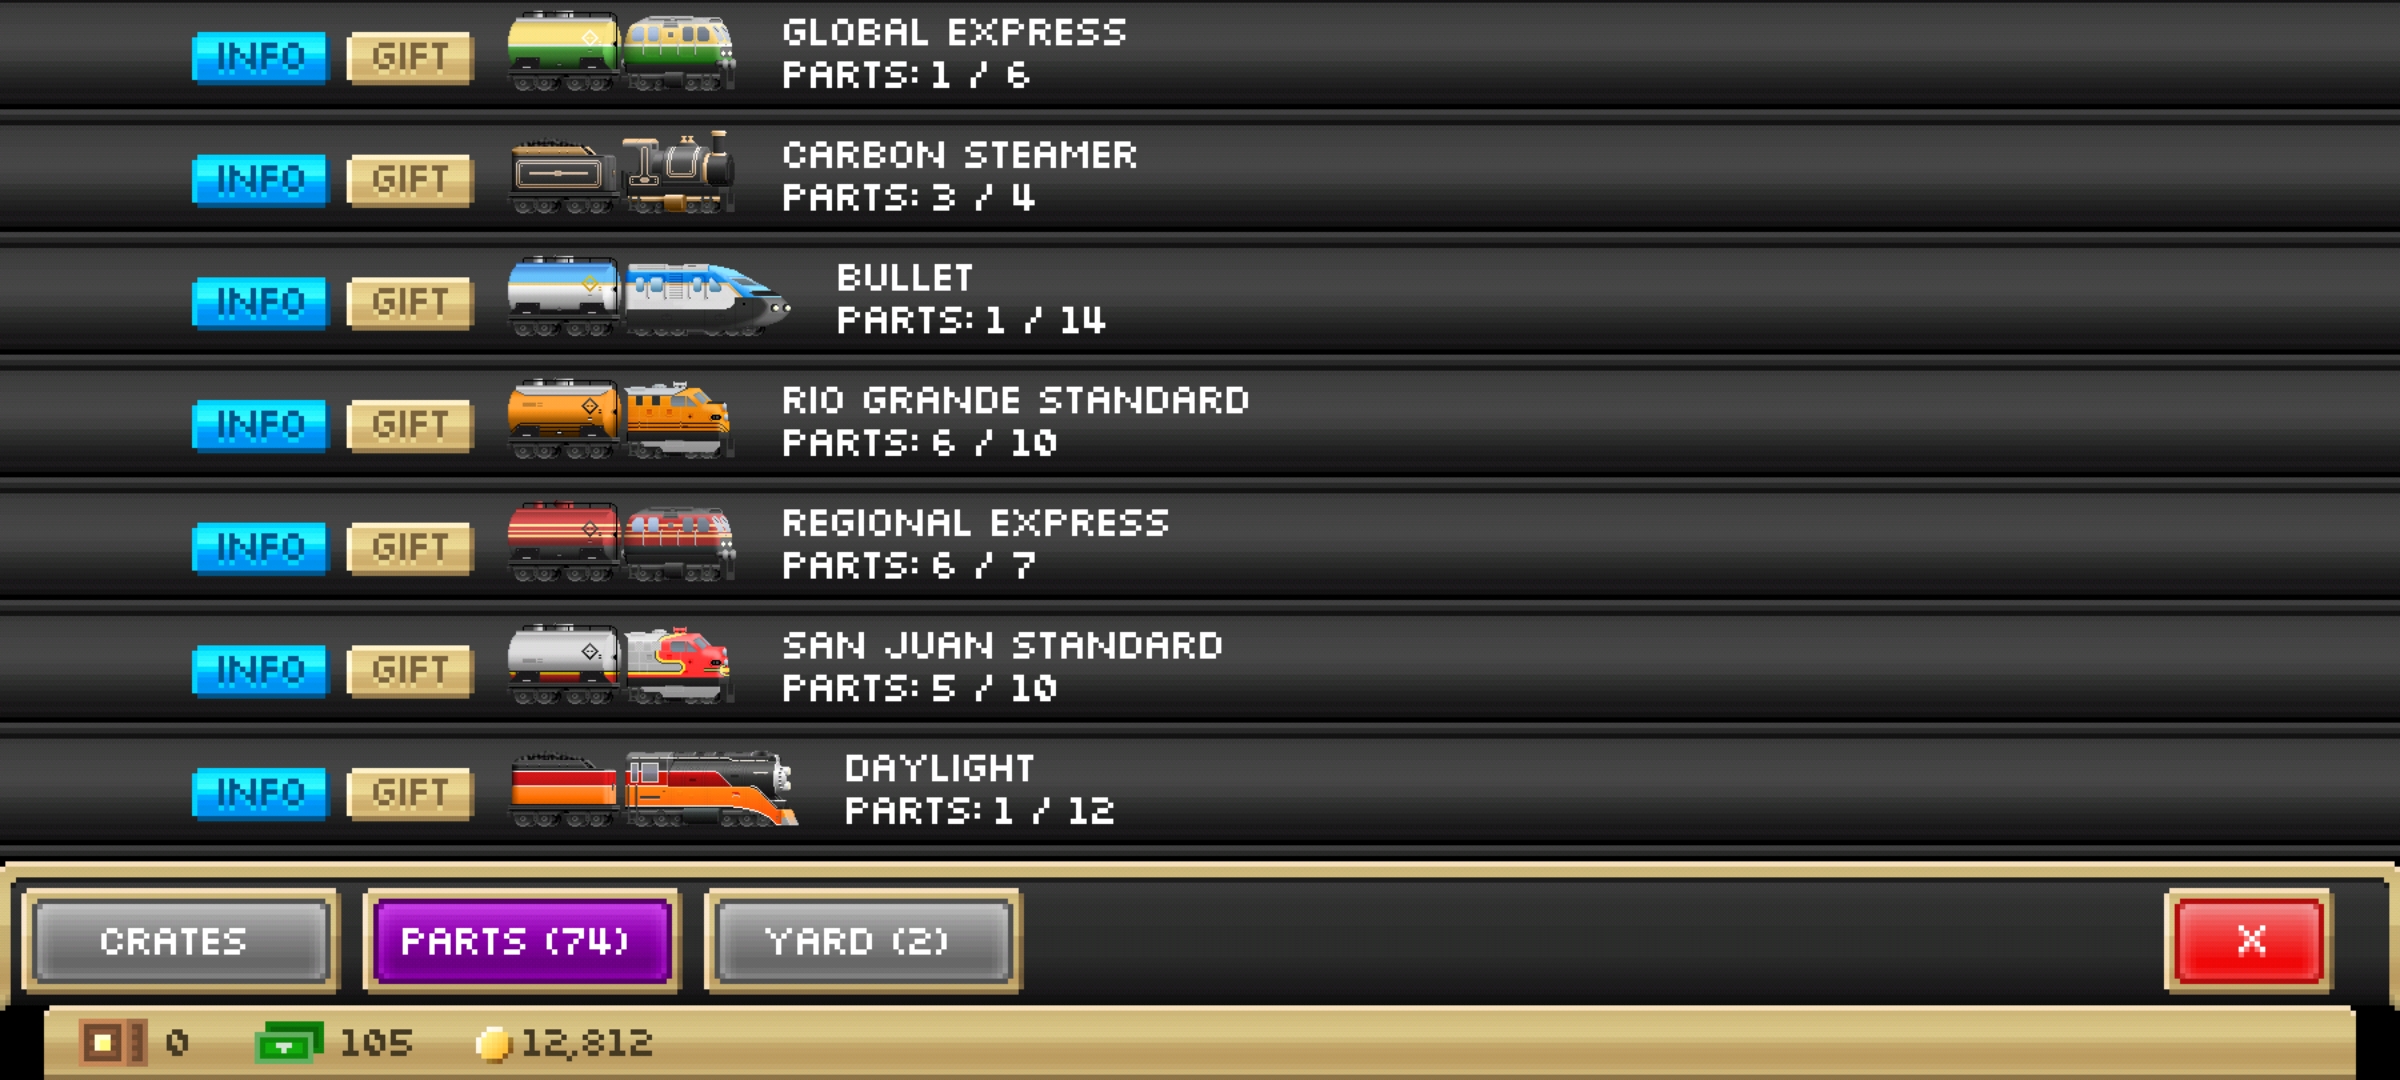 GLOBAL EXPRESS
INFO GIFT PARTS: 1 / 6
CARBON STEAMER
INFO GIFT PARTS: 3 / 4
BULLET
INFO GIFT PARTS: 1 / 14
RIO GRANDE STANDARD
INFO GIFT PARTS: 6 / 10
REGIONAL EXPRESS
INFO GIFT PARTS: 6 / 7
SAN JUAN STANDARD
INFO GIFT PARTS: 5 / 10
DAYLIGHT
INFO GIFT PARTS: 1 / 12
CRATES PARTS (74) YARD (2) X
0 105 12,812